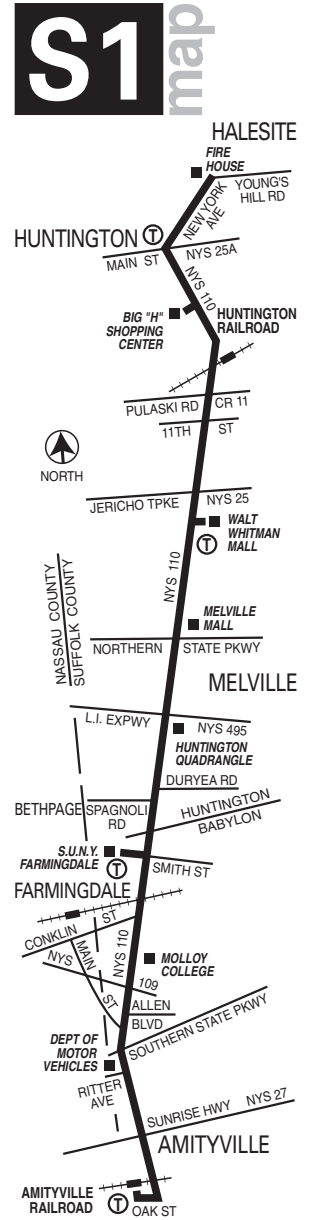 S1
map
HALESITE
FIRE
HOUSE
YOUNG'S
HILL RD
NEW YORK
AVE
HUNTINGTON T
MAIN ST
NYS 25A
NYS 110
BIG "H"
SHOPPING
CENTER
HUNTINGTON
RAILROAD
PULASKI RD CR 11
11TH ST
NORTH
JERICHO TPKE NYS 25
WALT
WHITMAN
MALL
T
NYS 110
NASSAU COUNTY
SUFFOLK COUNTY
MELVILLE
MALL
NORTHERN STATE PKWY
MELVILLE
L.I. EXPWY NYS 495
HUNTINGTON
QUADRANGLE
DURYEA RD
BETHPAGE SPAGNOLI
RD
HUNTINGTON
BABYLON
S.U.N.Y.
FARMINGDALE T
SMITH ST
FARMINGDALE
CONKLIN ST
NYS 109
MAIN ST
NYS 110
MOLLOY
COLLEGE
ALLEN
BLVD
SOUTHERN STATE PKWY
DEPT OF
MOTOR
VEHICLES
RITTER
AVE
SUNRISE HWY NYS 27
AMITYVILLE
AMITYVILLE
RAILROAD T
OAK ST